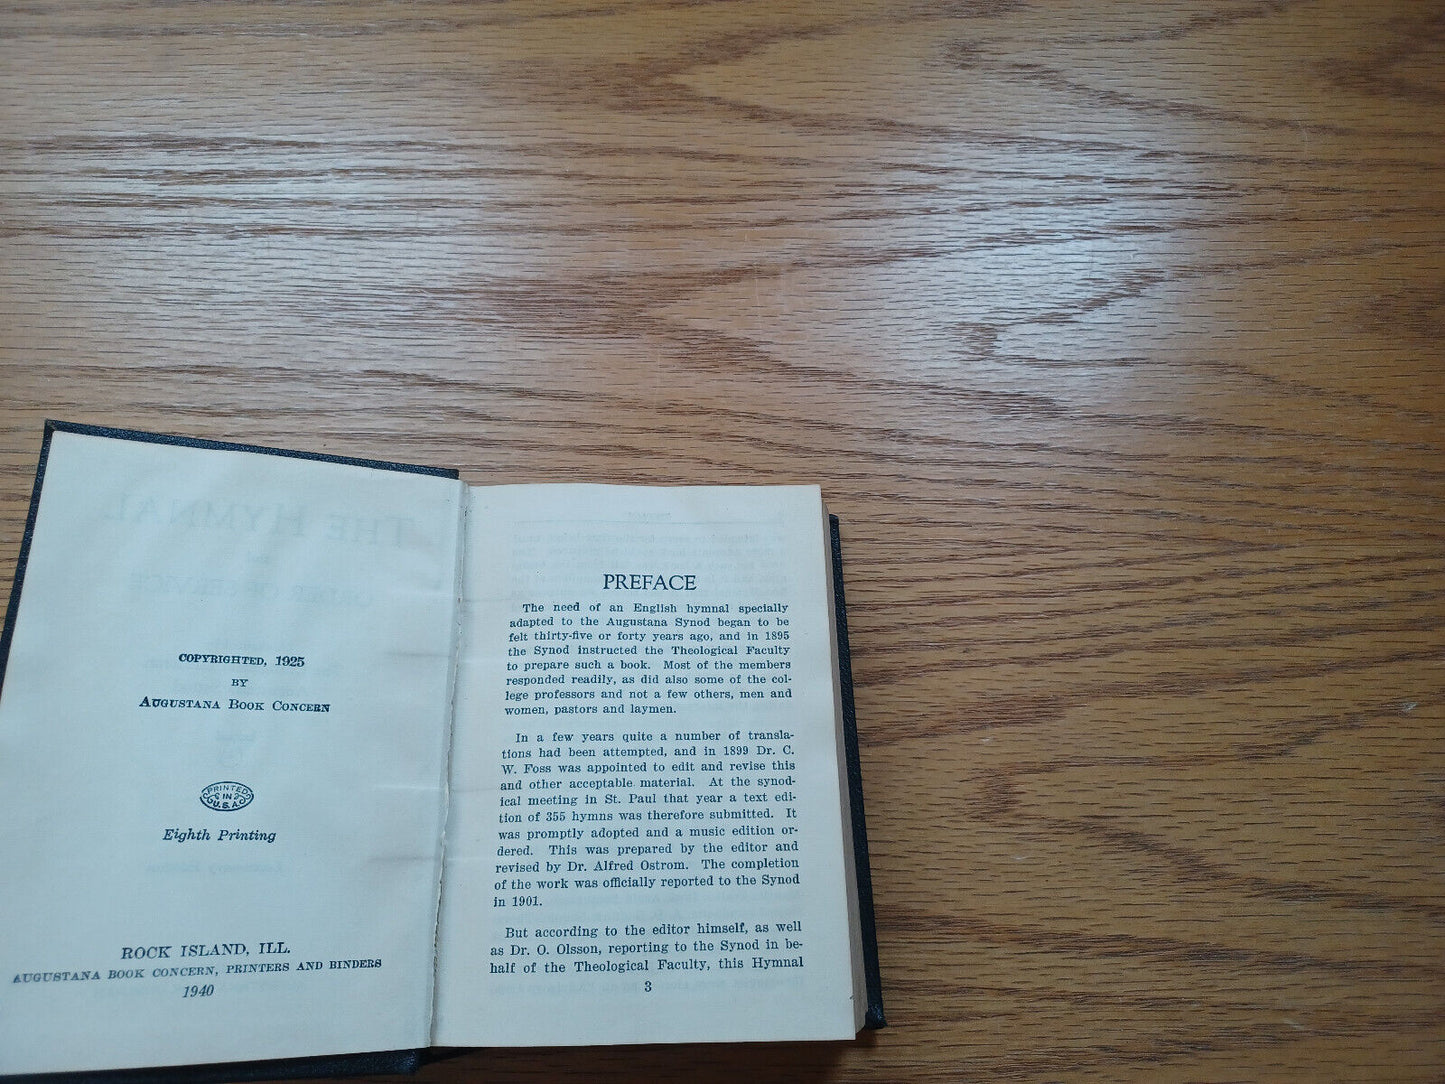 COPYRIGHTED, 1925
BY
AUGUSTANA BOOK CONCERN
PRINTED
IN
U.S.A.
Eighth Printing
ROCK ISLAND, ILL.
AUGUSTANA BOOK CONCERN, PRINTERS AND BINDERS
1940
PREFACE
The need of an English hymnal specially
adapted to the Augustana Synod began to be
felt thirty-five or forty years ago, and in 1895
the Synod instructed the Theological Faculty
to prepare such a book. Most of the members
responded readily, as did also some of the col-
lege professors and not a few others, men and
women, pastors and laymen.
In a few years quite a number of transla-
tions had been attempted, and in 1899 Dr. C.
W. Foss was appointed to edit and revise this
and other acceptable material. At the synod-
ical meeting in St. Paul that year a text edi-
tion of 355 hymns was therefore submitted. It
was promptly adopted and a music edition or-
dered. This was prepared by the editor and
revised by Dr. Alfred Ostrom. The completion
of the work was officially reported to the Synod
in 1901.
But according to the editor himself, as well
as Dr. O. Olsson, reporting to the Synod in be-
half of the Theological Faculty, this Hymnal
3